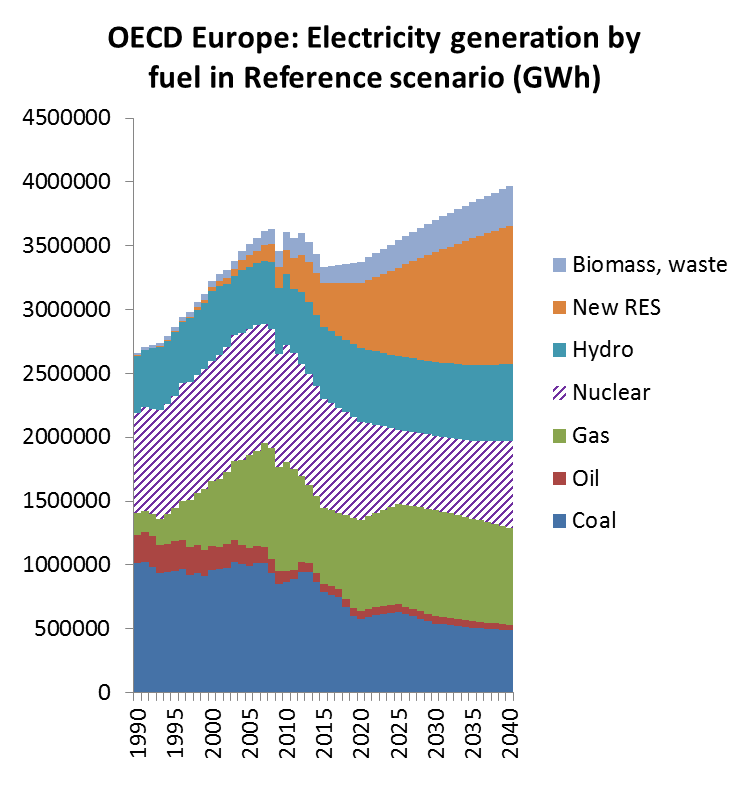 OECD Europe: Electricity generation by
fuel in Reference scenario (GWh)
4500000
4000000
3500000
3000000
2500000
2000000
1500000
1000000
500000
0
1990
1995
2000
2005
2010
2015
2020
2025
2030
2035
2040
Biomass, waste
New RES
Hydro
Nuclear
Gas
Oil
Coal